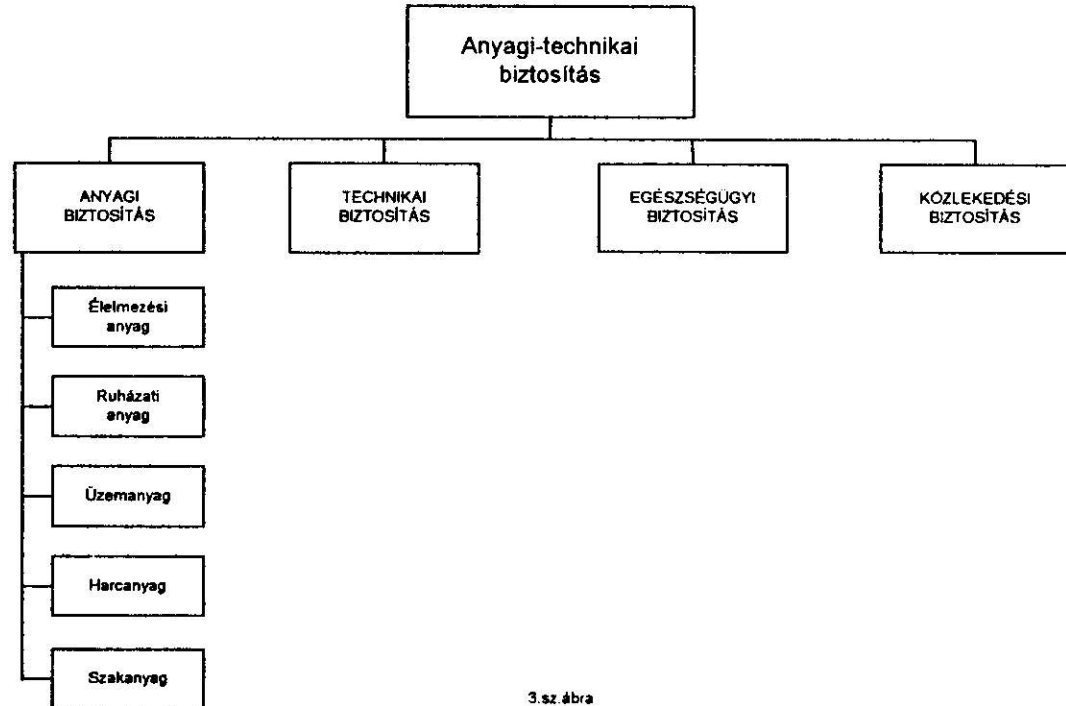 Anyagi-technikai
biztosítás
ANYAGI
BIZTOSÍTÁS
TECHNIKAI
BIZTOSÍTÁS
EGÉSZSÉGÜGYI
BIZTOSÍTÁS
KÖZLEKEDÉSI
BIZTOSÍTÁS
Élelmezési
anyag
Ruházati
anyag
Üzemanyag
Harcanyag
Szakanyag
3.sz.ábra